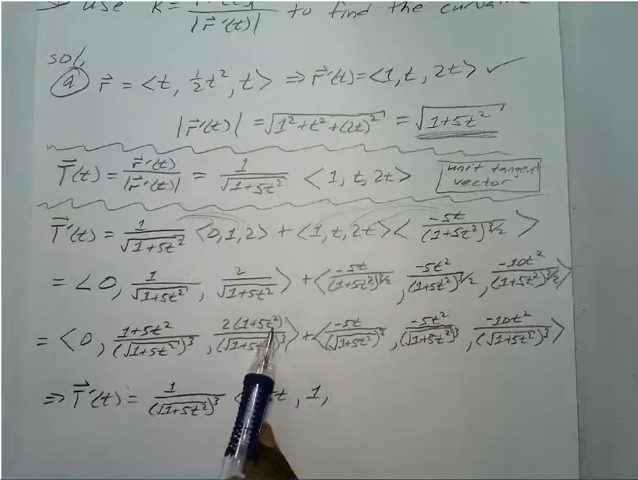 use K = |r'(t)| to find the curva
sol.
(a) r⃗ = <t, ½t², t> ⇒ r⃗'(t) = <1, t, 2t> ✓
|r⃗'(t)| = √(1²+t²+(2t)²) = √(1+5t²)
T⃗(t) = r⃗'(t)/|r⃗'(t)| = 1/√(1+5t²) <1, t, 2t> unit tangent vector
T⃗'(t) = 1/√(1+5t²) <0,1,2> + <1, t, 2t> < -5t/(1+5t²)^(3/2) >
= <0, 1/√(1+5t²), 2/√(1+5t²)> + <-5t/(1+5t²)^(3/2), -5t²/(1+5t²)^(3/2), -10t²/(1+5t²)^(3/2)>
= <0, 1+5t²/(√(1+5t²))³, 2(1+5t²)/(√(1+5t²))³> + <-5t/(√(1+5t²))³, -5t²/(√(1+5t²))³, -10t²/(√(1+5t²))³>
⇒ T⃗'(t) = 1/(√(1+5t²))³ < t, 1,